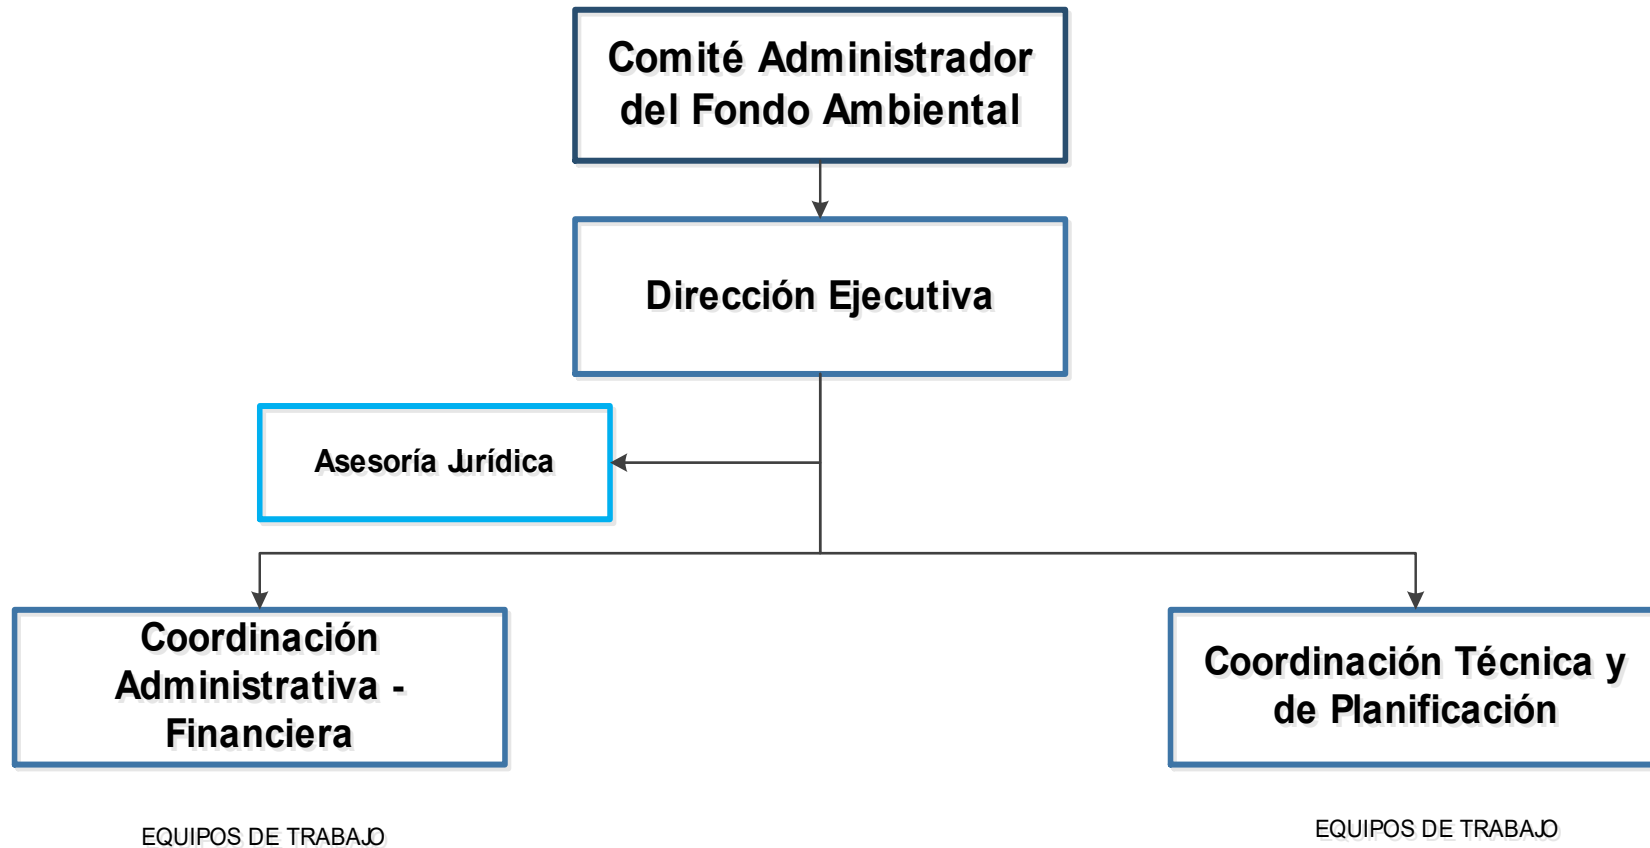 Comité Administrador
del Fondo Ambiental
Dirección Ejecutiva
Asesoría Jurídica
Coordinación
Administrativa -
Financiera
Coordinación Técnica y
de Planificación
EQUIPOS DE TRABAJO
EQUIPOS DE TRABAJO